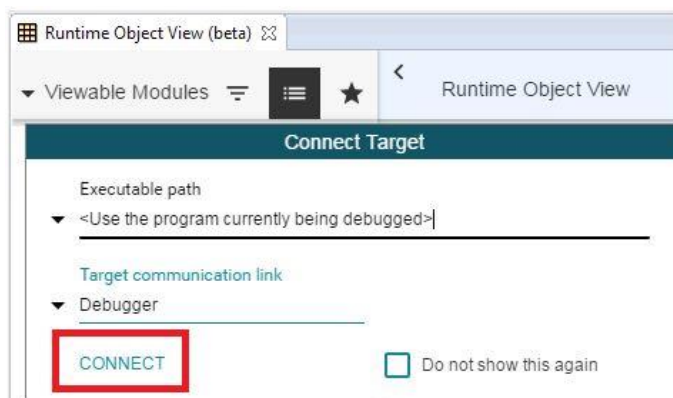 Runtime Object View (beta)
Viewable Modules
Runtime Object View
Connect Target
Executable path
<Use the program currently being debugged>
Target communication link
Debugger
CONNECT
Do not show this again